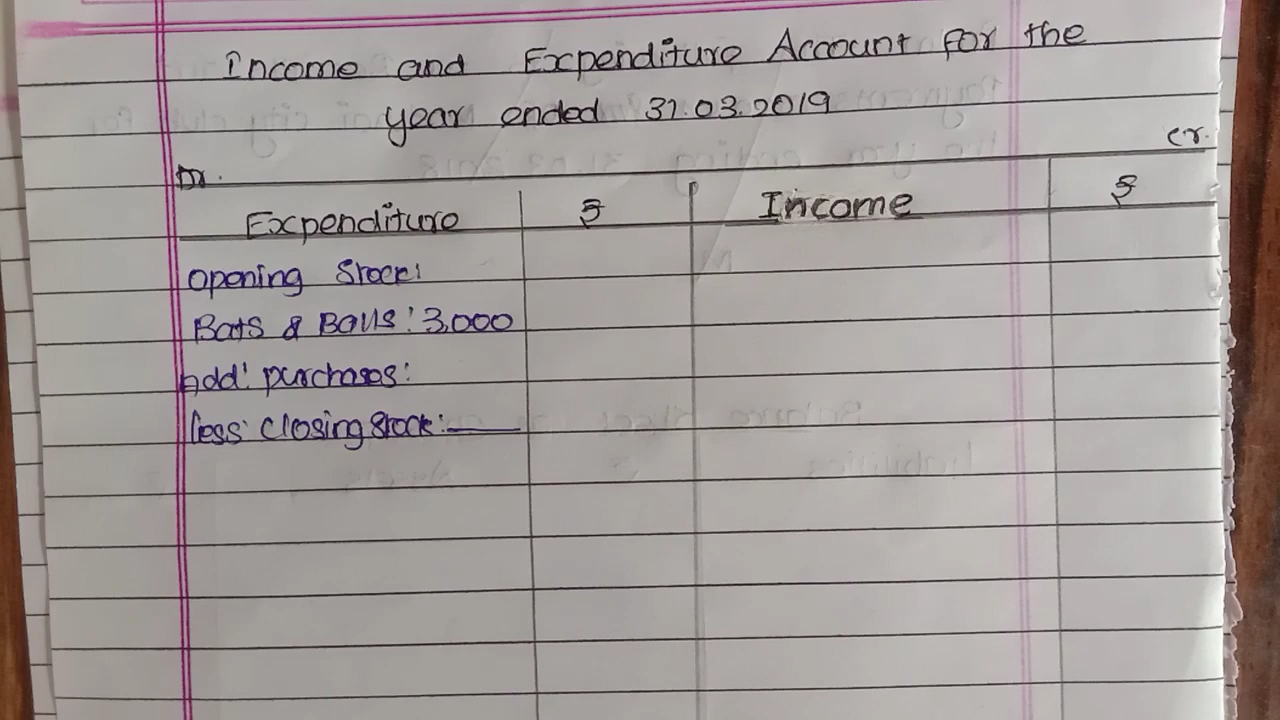 Income and Expenditure Account for the
year ended 31.03.2019
Dr. Cr.
Expenditure ₹ Income ₹
Opening Stock:
Bats & Balls: 3,000
Add: purchases:
less: closing stock: